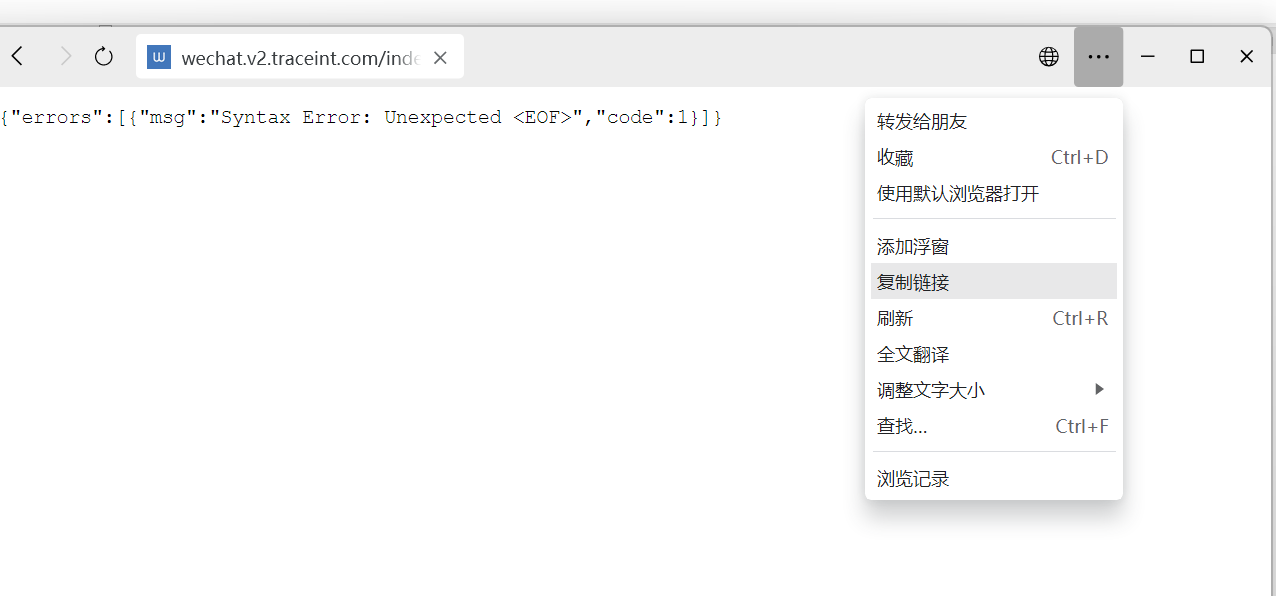 W wechat.v2.traceint.com/inde
{"errors":[{"msg":"Syntax Error: Unexpected <EOF>","code":1}]}
转发给朋友
收藏 Ctrl+D
使用默认浏览器打开
添加浮窗
复制链接
刷新 Ctrl+R
全文翻译
调整文字大小
查找... Ctrl+F
浏览记录